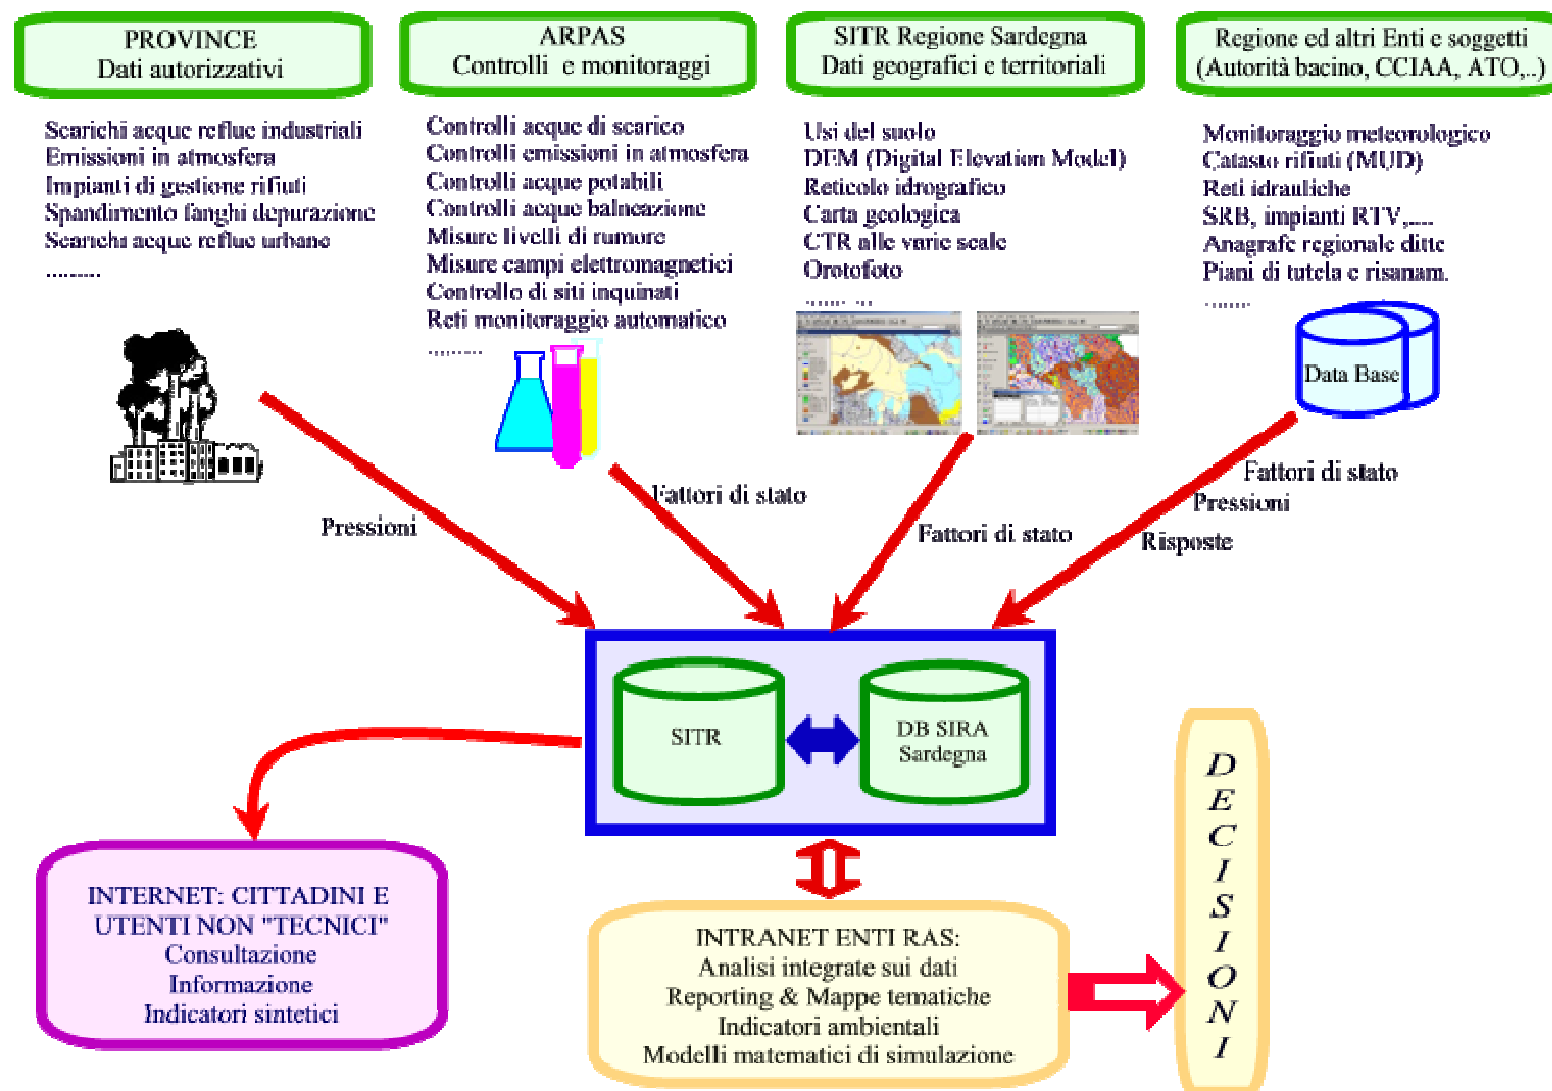 PROVINCE
Dati autorizzativi
Scarichi acque reflue industriali
Emissioni in atmosfera
Impianti di gestione rifiuti
Spandimento fanghi depurazione
Scarichi acque reflue urbane
..........
ARPAS
Controlli e monitoraggi
Controlli acque di scarico
Controlli emissioni in atmosfera
Controlli acque potabili
Controlli acque balneazione
Misure livelli di rumore
Misure campi elettromagnetici
Controllo di siti inquinati
Reti monitoraggio automatico
..........
SITR Regione Sardegna
Dati geografici e territoriali
Usi del suolo
DEM (Digital Elevation Model)
Reticolo idrografico
Carta geologica
CTR alle varie scale
Orotofoto
Regione ed altri Enti e soggetti
(Autorità bacino, CCIAA, ATO,..)
Monitoraggio meteorologico
Catasto rifiuti (MUD)
Reti idrauliche
SRB, impianti RTV,.....
Anagrafe regionale ditte
Piani di tutela e risanam.
........
Data Base
Pressioni
Fattori di stato
Fattori di stato
Fattori di stato
Pressioni
Risposte
SITR
DB SIRA
Sardegna
INTERNET: CITTADINI E
UTENTI NON "TECNICI"
Consultazione
Informazione
Indicatori sintetici
INTRANET ENTI RAS:
Analisi integrate sui dati
Reporting & Mappe tematiche
Indicatori ambientali
Modelli matematici di simulazione
DECISIONI